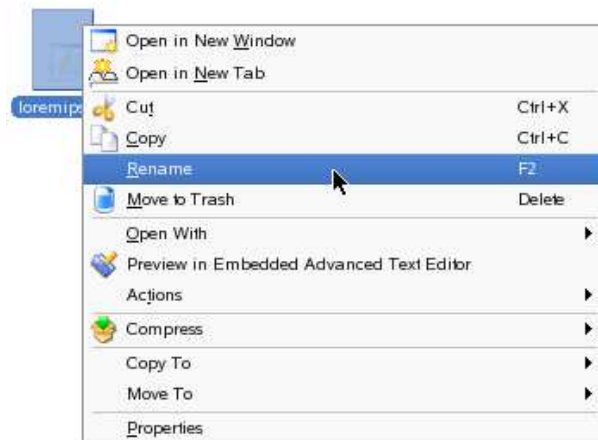 Open in New Window
Open in New Tab
loremips
Cut Ctrl+X
Copy Ctrl+C
Rename F2
Move to Trash Delete
Open With
Preview in Embedded Advanced Text Editor
Actions
Compress
Copy To
Move To
Properties